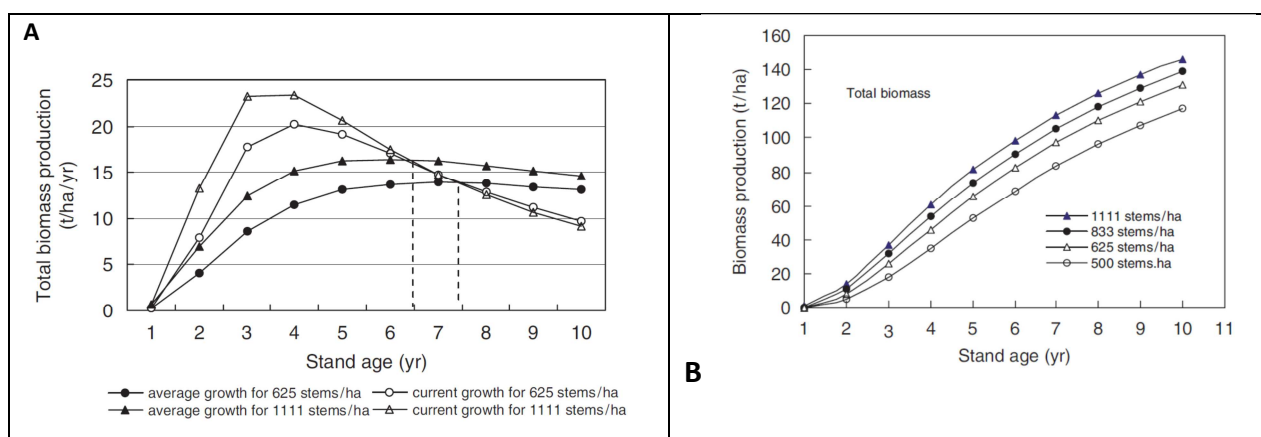 A
25
20
15
10
5
0
Total biomass production
(t/ha/yr)
1 2 3 4 5 6 7 8 9 10
Stand age (yr)
average growth for 625 stems/ha current growth for 625 stems/ha
average growth for 1111 stems/ha current growth for 1111 stems/ha
160
140
120
100
80
60
40
20
0
Biomass production (t/ha)
Total biomass
1111 stems/ha
833 stems/ha
625 stems/ha
500 stems.ha
1 2 3 4 5 6 7 8 9 10 11
Stand age (yr)
B